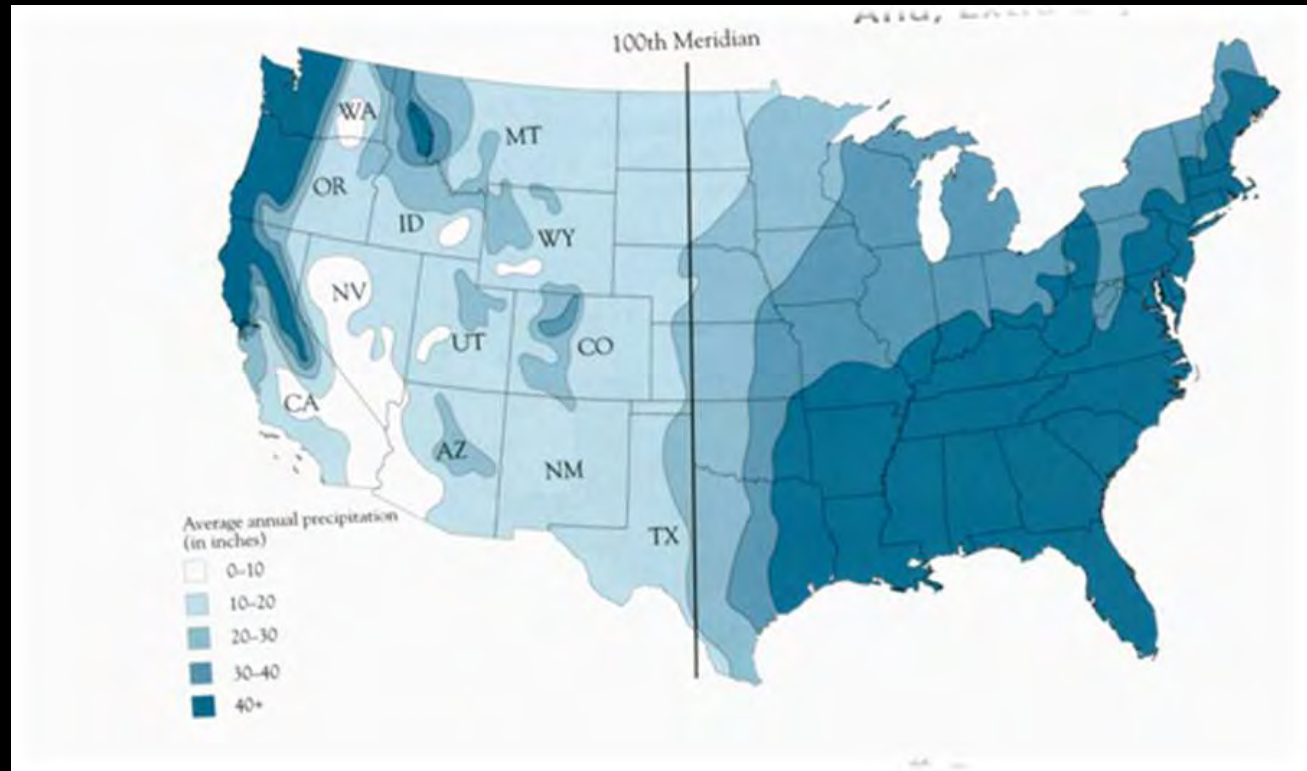 100th Meridian
WA
MT
OR
ID
WY
NV
UT
CO
CA
AZ
NM
TX
Average annual precipitation
(in inches)
0–10
10–20
20–30
30–40
40+